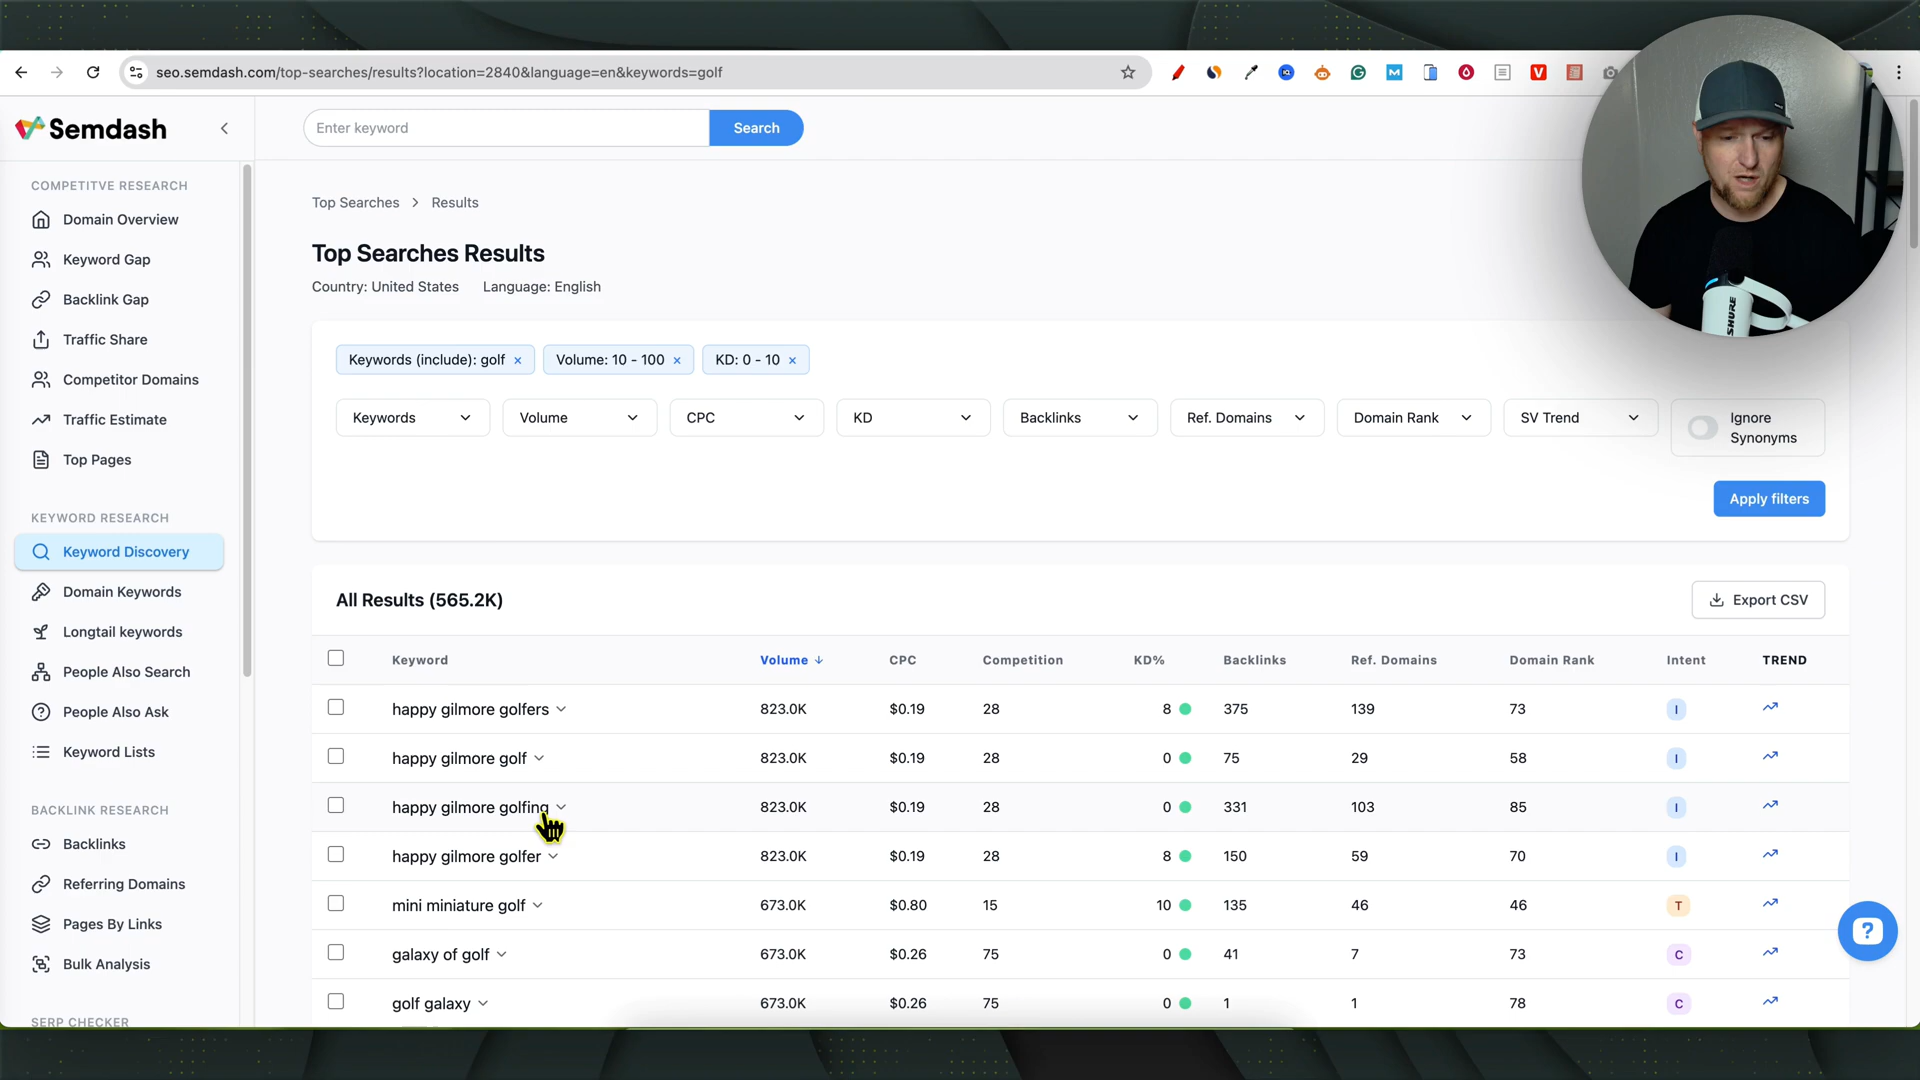 seo.semdash.com/top-searches/results?location=2840&language=en&keywords=golf
Semdash
Enter keyword
Search
COMPETITVE RESEARCH
Domain Overview
Keyword Gap
Backlink Gap
Traffic Share
Competitor Domains
Traffic Estimate
Top Pages
KEYWORD RESEARCH
Keyword Discovery
Domain Keywords
Longtail keywords
People Also Search
People Also Ask
Keyword Lists
BACKLINK RESEARCH
Backlinks
Referring Domains
Pages By Links
Bulk Analysis
SERP CHECKER
Top Searches > Results
Top Searches Results
Country: United States Language: English
Keywords (include): golf × Volume: 10 - 100 × KD: 0 - 10 ×
Keywords Volume CPC KD Backlinks Ref. Domains Domain Rank SV Trend Ignore Synonyms
Apply filters
All Results (565.2K) Export CSV
Keyword Volume CPC Competition KD% Backlinks Ref. Domains Domain Rank Intent TREND
happy gilmore golfers 823.0K $0.19 28 8 375 139 73 I
happy gilmore golf 823.0K $0.19 28 0 75 29 58 I
happy gilmore golfing 823.0K $0.19 28 0 331 103 85 I
happy gilmore golfer 823.0K $0.19 28 8 150 59 70 I
mini miniature golf 673.0K $0.80 15 10 135 46 46 T
galaxy of golf 673.0K $0.26 75 0 41 7 73 C
golf galaxy 673.0K $0.26 75 0 1 1 78 C
SHURE